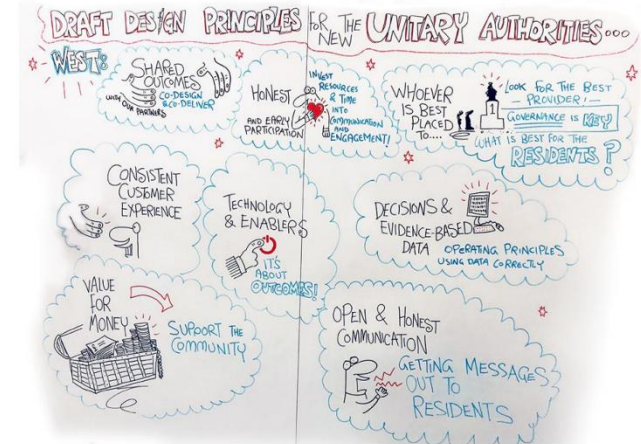 DRAFT DESIGN PRINCIPLES FOR THE NEW UNITARY AUTHORITIES...
WEST:
SHARED
OUTCOMES
CO-DESIGN
& CO-DELIVER
WITH OUR PARTNERS
HONEST
AND EARLY
PARTICIPATION
INVEST
RESOURCES
& TIME
INTO
COMMUNICATION
AND
ENGAGEMENT!
WHOEVER
IS BEST
PLACED
TO....
LOOK FOR THE BEST
- PROVIDER! -
GOVERNANCE IS KEY
WHAT IS BEST FOR THE
RESIDENTS?
CONSISTENT
CUSTOMER
EXPERIENCE
TECHNOLOGY
& ENABLERS
IT'S
ABOUT
OUTCOMES!
DECISIONS &
EVIDENCE-BASED
DATA
OPERATING PRINCIPLES
USING DATA CORRECTLY
VALUE
FOR
MONEY
SUPPORT THE
COMMUNITY
OPEN & HONEST
COMMUNICATION
GETTING MESSAGES
OUT TO
RESIDENTS